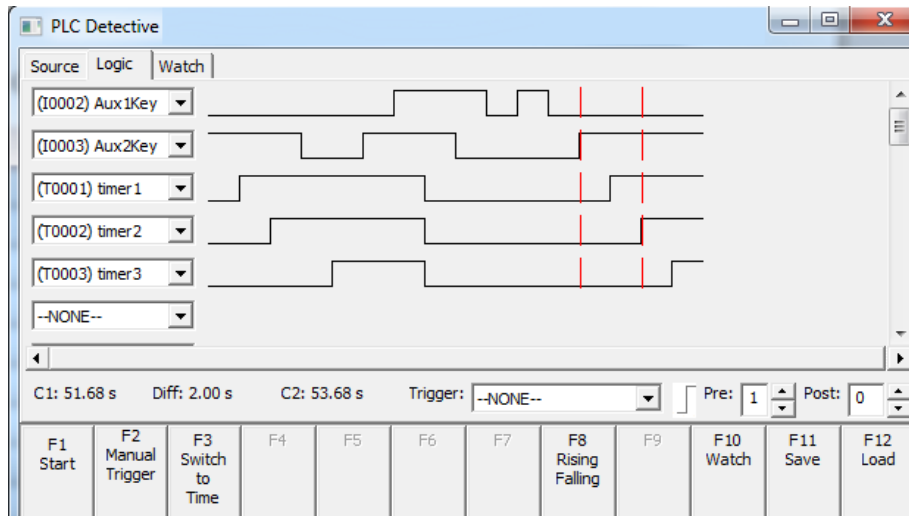 PLC Detective
Source Logic Watch
(I0002) Aux1Key
(I0003) Aux2Key
(T0001) timer1
(T0002) timer2
(T0003) timer3
--NONE--
C1: 51.68 s Diff: 2.00 s C2: 53.68 s Trigger: --NONE-- Pre: 1 Post: 0
F1
Start
F2
Manual
Trigger
F3
Switch
to
Time
F4
F5
F6
F7
F8
Rising
Falling
F9
F10
Watch
F11
Save
F12
Load